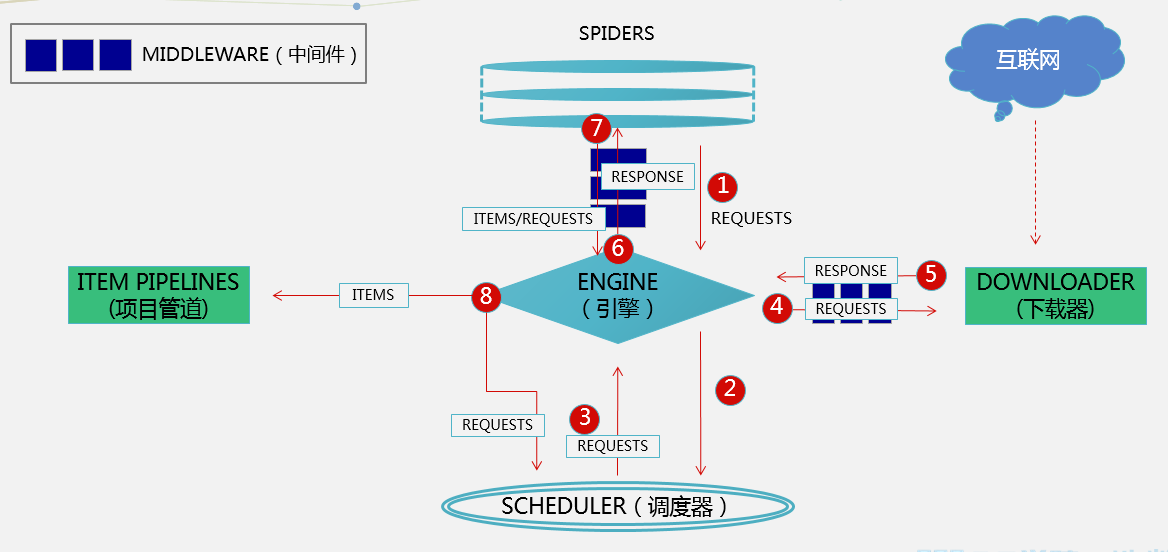 SPIDERS
MIDDLEWARE（中间件）
互联网
7
RESPONSE
1
ITEMS/REQUESTS
REQUESTS
6
ITEM PIPELINES
(项目管道)
ITEMS
8
ENGINE
（引擎）
RESPONSE
5
4
REQUESTS
DOWNLOADER
(下载器)
2
3
REQUESTS
REQUESTS
SCHEDULER（调度器）